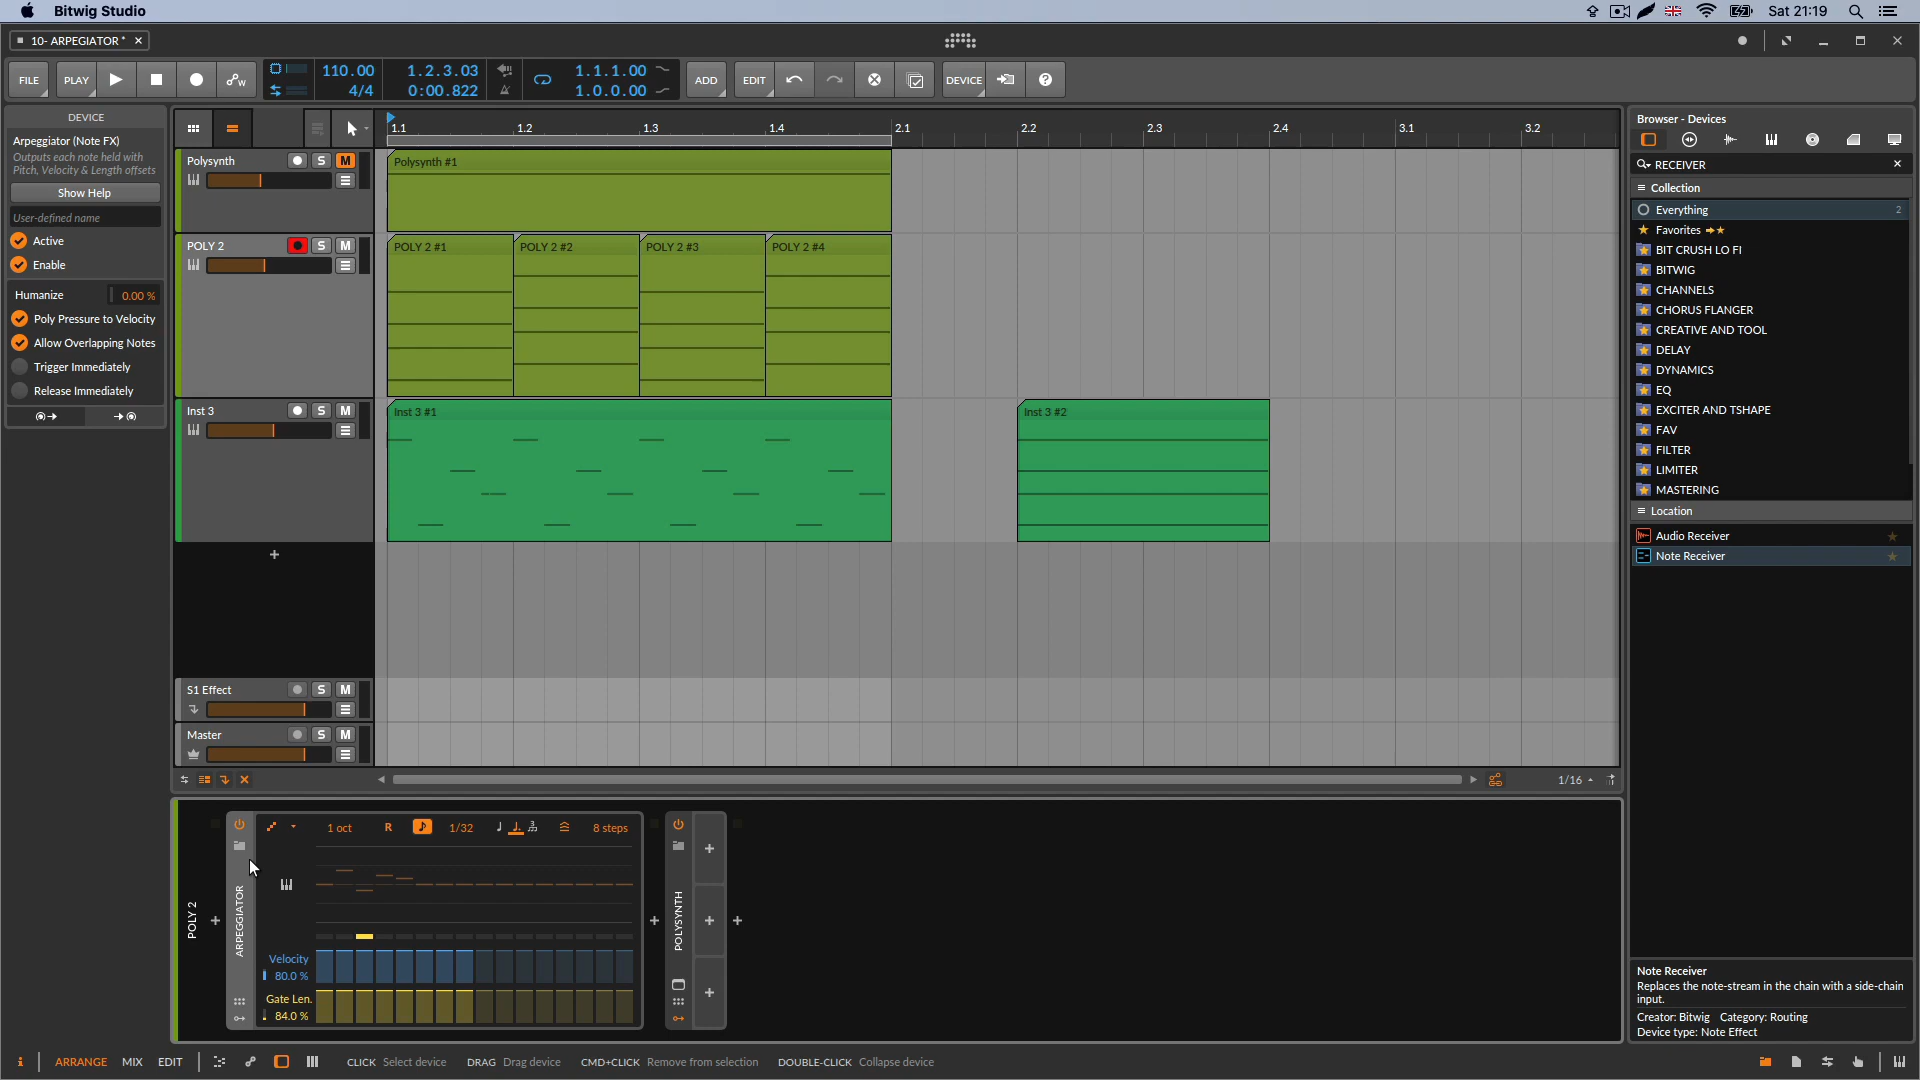 Bitwig Studio
Sat 21:19
10- ARPEGIATOR *
FILE
PLAY
110.00
4/4
1.2.3.03
0:00.822
1.1.1.00
1.0.0.00
ADD
EDIT
DEVICE
DEVICE
Arpeggiator (Note FX)
Outputs each note held with
Pitch, Velocity & Length offsets
Show Help
User-defined name
Active
Enable
Humanize 0.00 %
Poly Pressure to Velocity
Allow Overlapping Notes
Trigger Immediately
Release Immediately
1.1 1.2 1.3 1.4 2.1 2.2 2.3 2.4 3.1 3.2
Polysynth S M
Polysynth #1
POLY 2 S M
POLY 2 #1 POLY 2 #2 POLY 2 #3 POLY 2 #4
Inst 3 S M
Inst 3 #1 Inst 3 #2
S1 Effect S M
Master S M
1/16
Browser - Devices
RECEIVER
Collection
Everything 2
Favorites
BIT CRUSH LO FI
BITWIG
CHANNELS
CHORUS FLANGER
CREATIVE AND TOOL
DELAY
DYNAMICS
EQ
EXCITER AND TSHAPE
FAV
FILTER
LIMITER
MASTERING
Location
Audio Receiver
Note Receiver
Note Receiver
Replaces the note-stream in the chain with a side-chain
input.
Creator: Bitwig Category: Routing
Device type: Note Effect
POLY 2
ARPEGGIATOR
1 oct R 1/32 3 8 steps
Velocity
80.0 %
Gate Len.
84.0 %
POLYSYNTH
i ARRANGE MIX EDIT
CLICK Select device DRAG Drag device CMD+CLICK Remove from selection DOUBLE-CLICK Collapse device